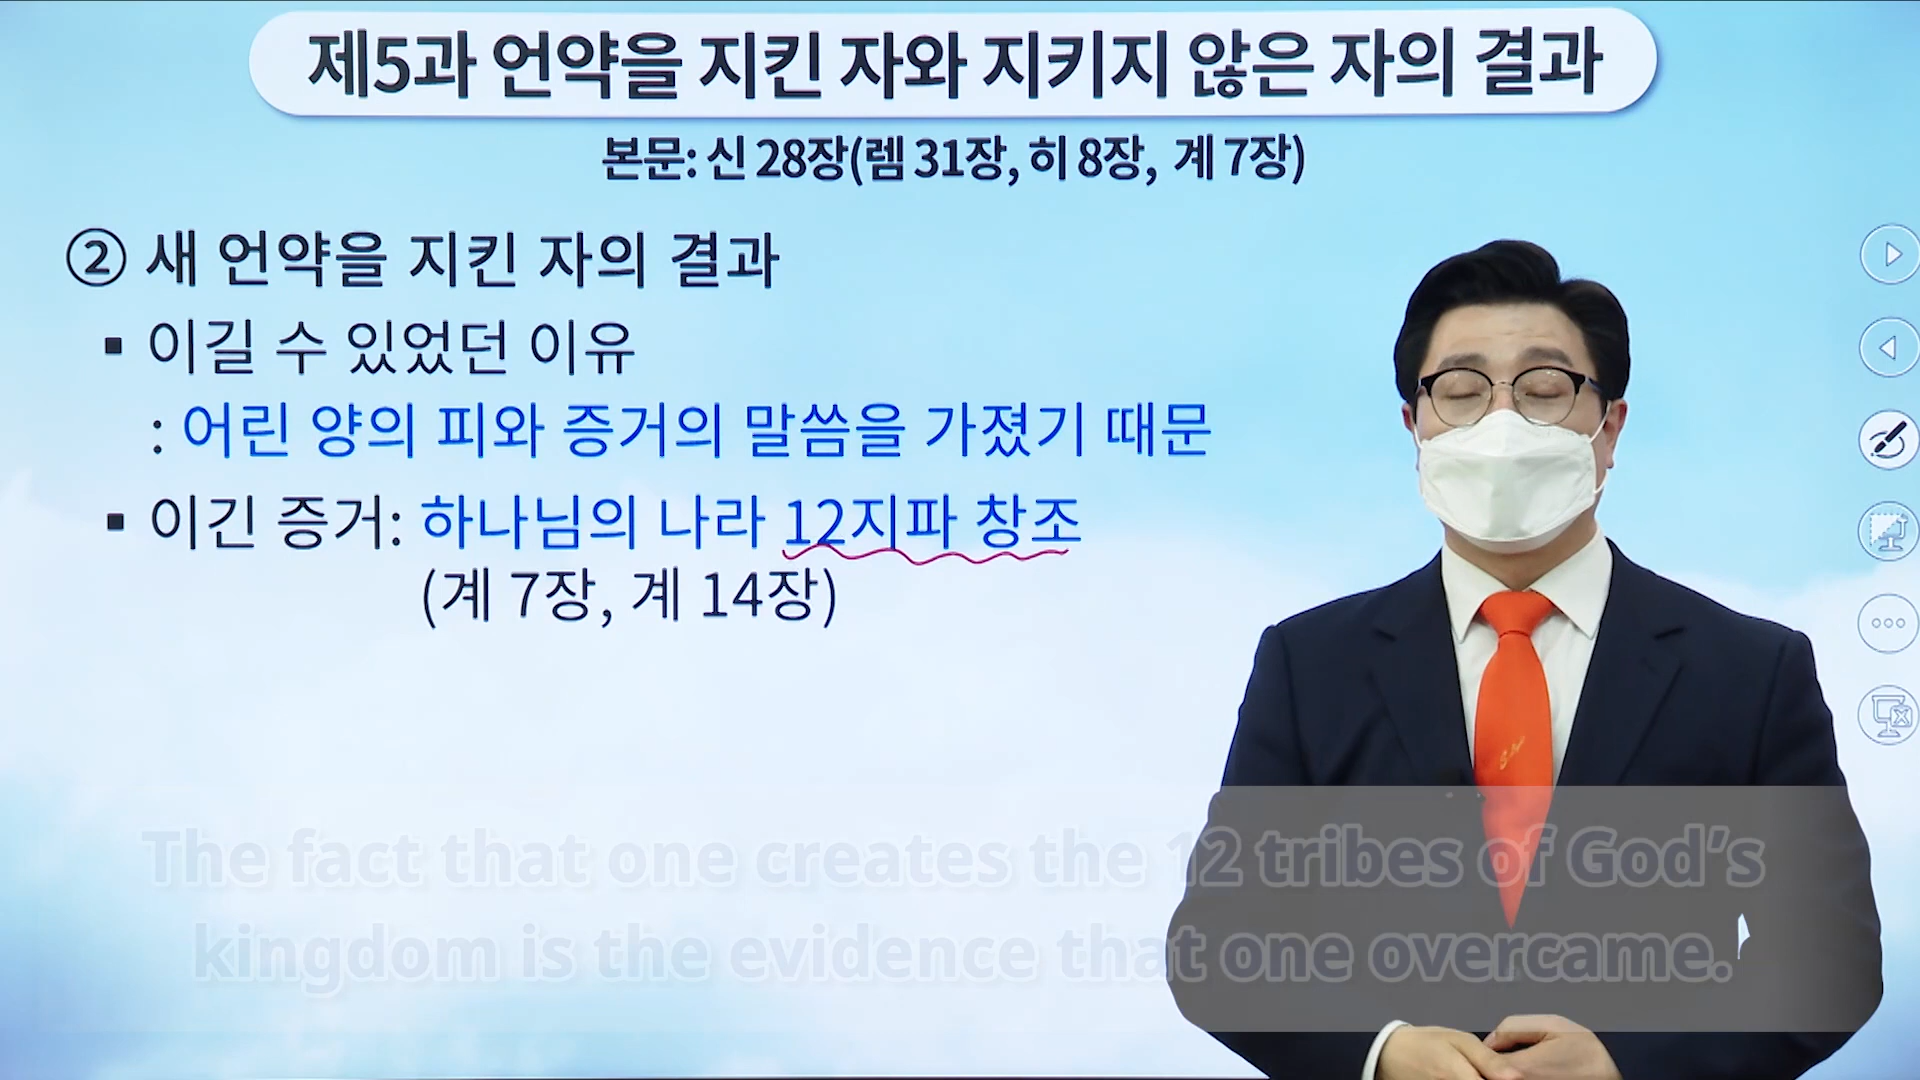 제5과 언약을 지킨 자와 지키지 않은 자의 결과
본문: 신 28장(렘 31장, 히 8장, 계 7장)
② 새 언약을 지킨 자의 결과
▪ 이길 수 있었던 이유
: 어린 양의 피와 증거의 말씀을 가졌기 때문
▪ 이긴 증거: 하나님의 나라 12지파 창조
(계 7장, 계 14장)
The fact that one creates the 12 tribes of God's
kingdom is the evidence that one overcame.